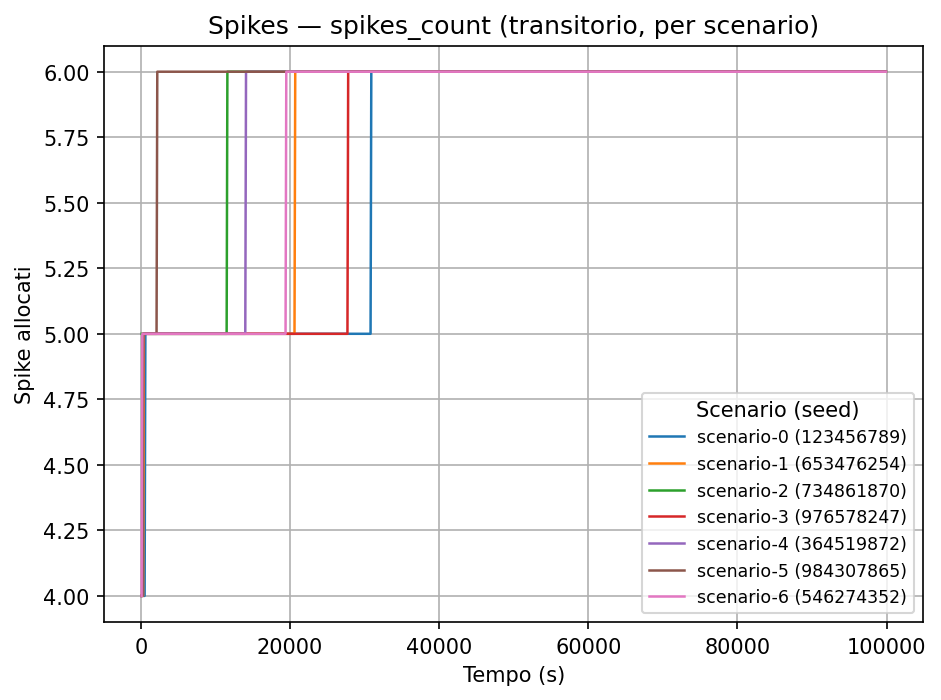 Spikes — spikes_count (transitorio, per scenario)
Spike allocati
6.00
5.75
5.50
5.25
5.00
4.75
4.50
4.25
4.00
Scenario (seed)
scenario-0 (123456789)
scenario-1 (653476254)
scenario-2 (734861870)
scenario-3 (976578247)
scenario-4 (364519872)
scenario-5 (984307865)
scenario-6 (546274352)
0 20000 40000 60000 80000 100000
Tempo (s)